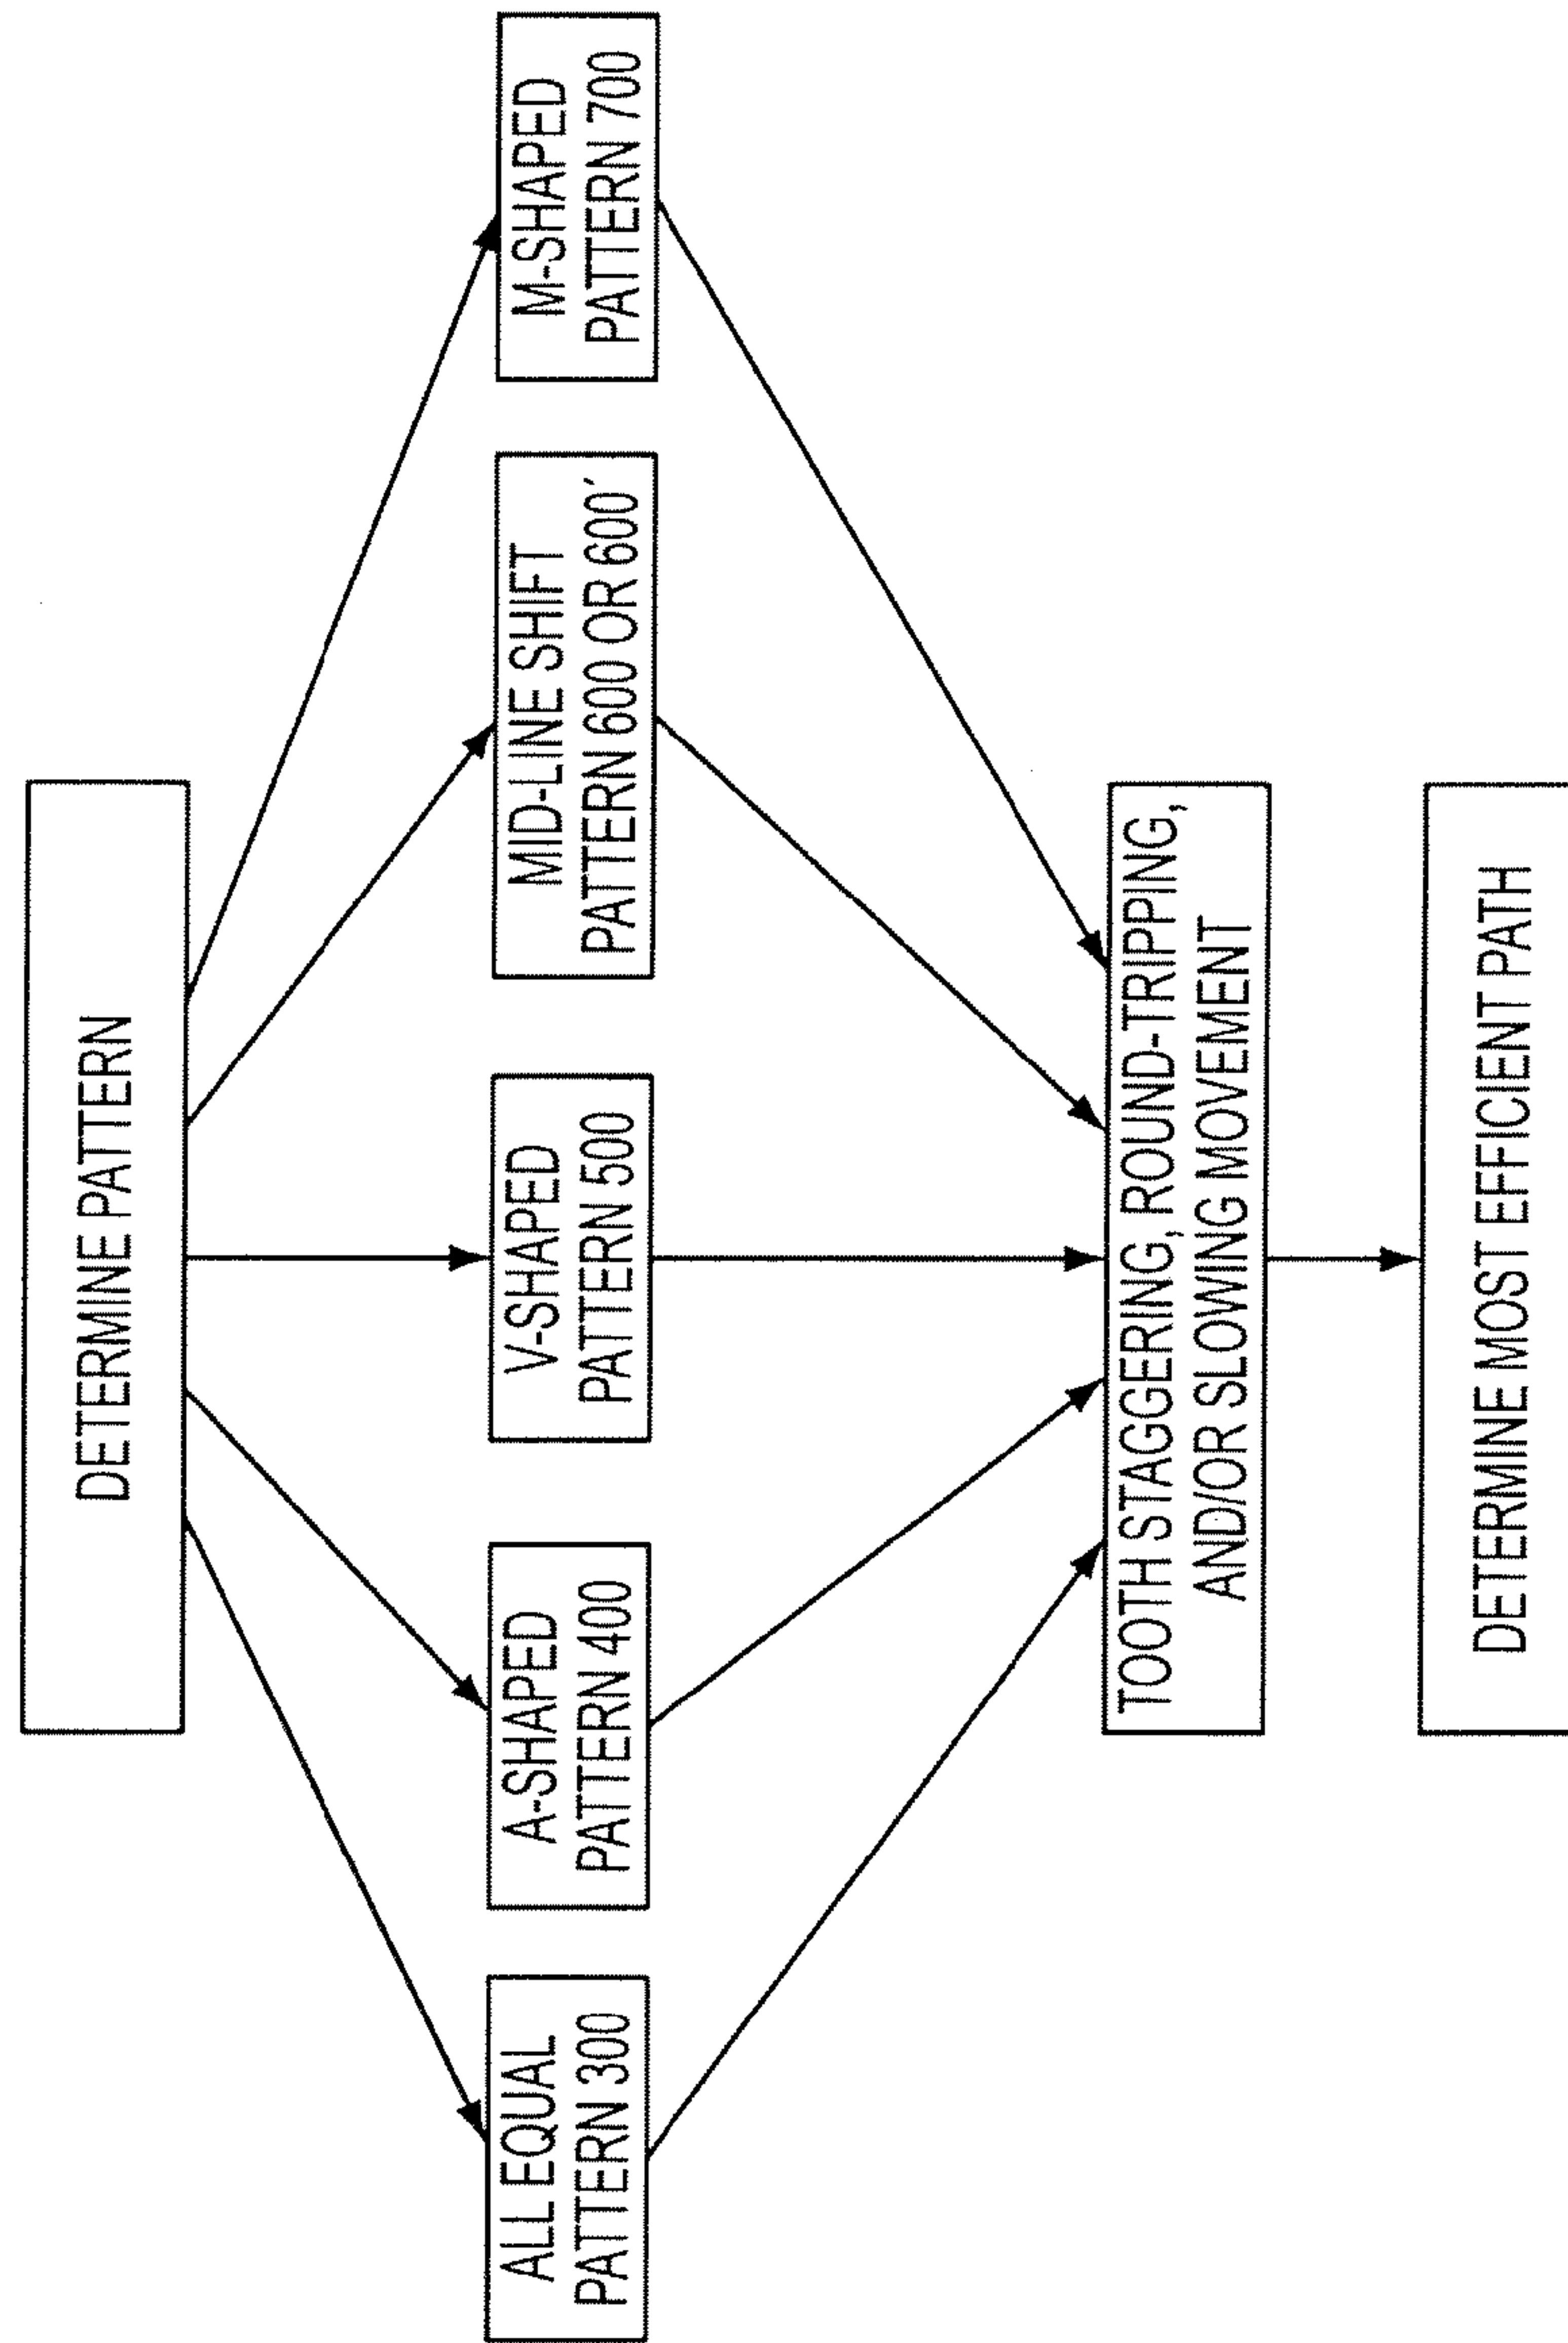 DETERMINE PATTERN
ALL EQUAL
PATTERN 300
A-SHAPED
PATTERN 400
V-SHAPED
PATTERN 500
MID-LINE SHIFT
PATTERN 600 OR 600´
M-SHAPED
PATTERN 700
TOOTH STAGGERING, ROUND-TRIPPING,
AND/OR SLOWING MOVEMENT
DETERMINE MOST EFFICIENT PATH